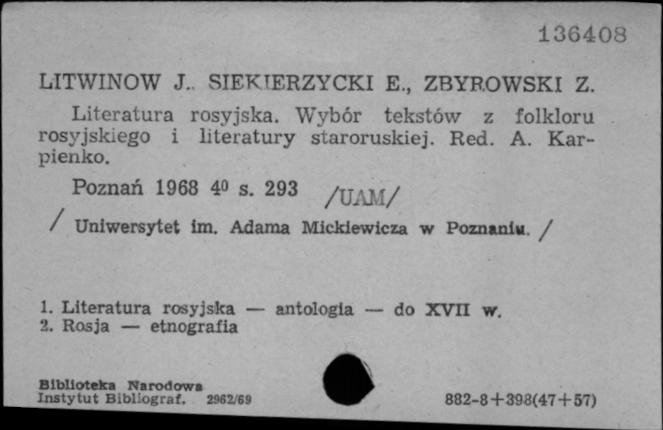 136408
LITWINOW J.. SIEKIERZYCKI E., ZBYROWSKI Z.
Literatura rosyjska. Wybór tekstów z folkloru
rosyjskiego i literatury staroruskiej. Red. A. Kar-
pienko.
Poznań 1968 4⁰ s. 293 /UAM/
/ Uniwersytet im. Adama Mickiewicza w Poznaniu. /
1. Literatura rosyjska — antologia — do XVII w.
2. Rosja — etnografia
Biblioteka Narodowa
Instytut Bibliograf. 2962/69 882-8+398(47+57)